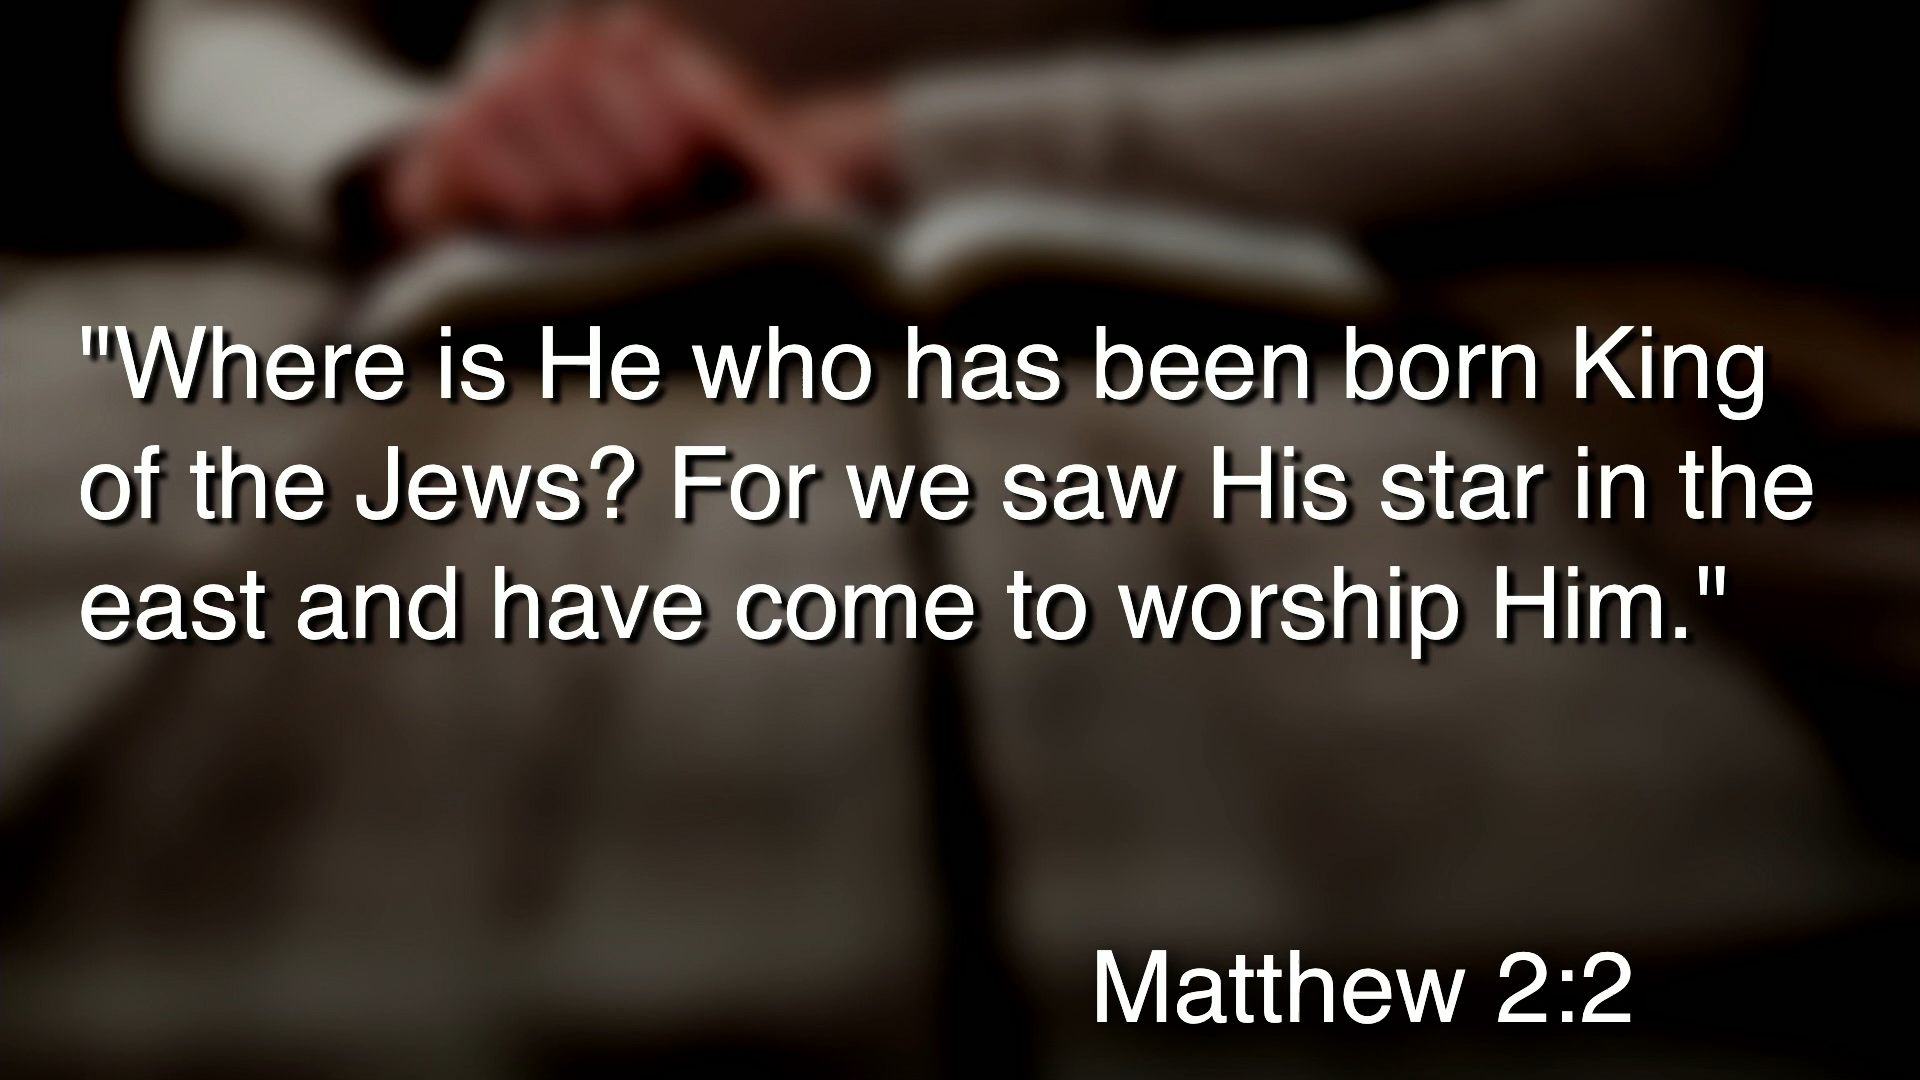 "Where is He who has been born King
of the Jews? For we saw His star in the
east and have come to worship Him."
Matthew 2:2